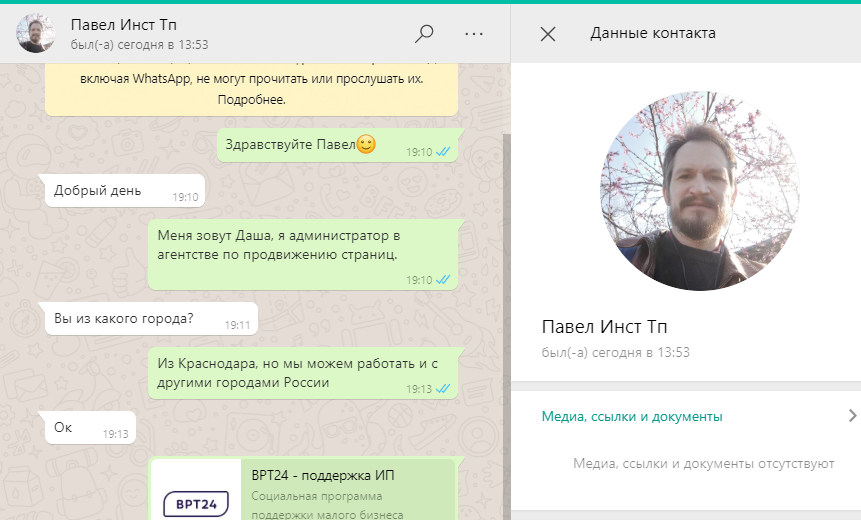 Павел Инст Тп
был(-а) сегодня в 13:53
включая WhatsApp, не могут прочитать или прослушать их.
Подробнее.
Здравствуйте Павел🙂
19:10
Добрый день
19:10
Меня зовут Даша, я администратор в
агентстве по продвижению страниц.
19:10
Вы из какого города?
19:11
Из Краснодара, но мы можем работать и с
другими городами России
19:13
Ок
19:13
ВРТ24
ВРТ24 - поддержка ИП
Социальная программа
поддержки малого бизнеса
Данные контакта
Павел Инст Тп
был(-а) сегодня в 13:53
Медиа, ссылки и документы
Медиа, ссылки и документы отсутствуют